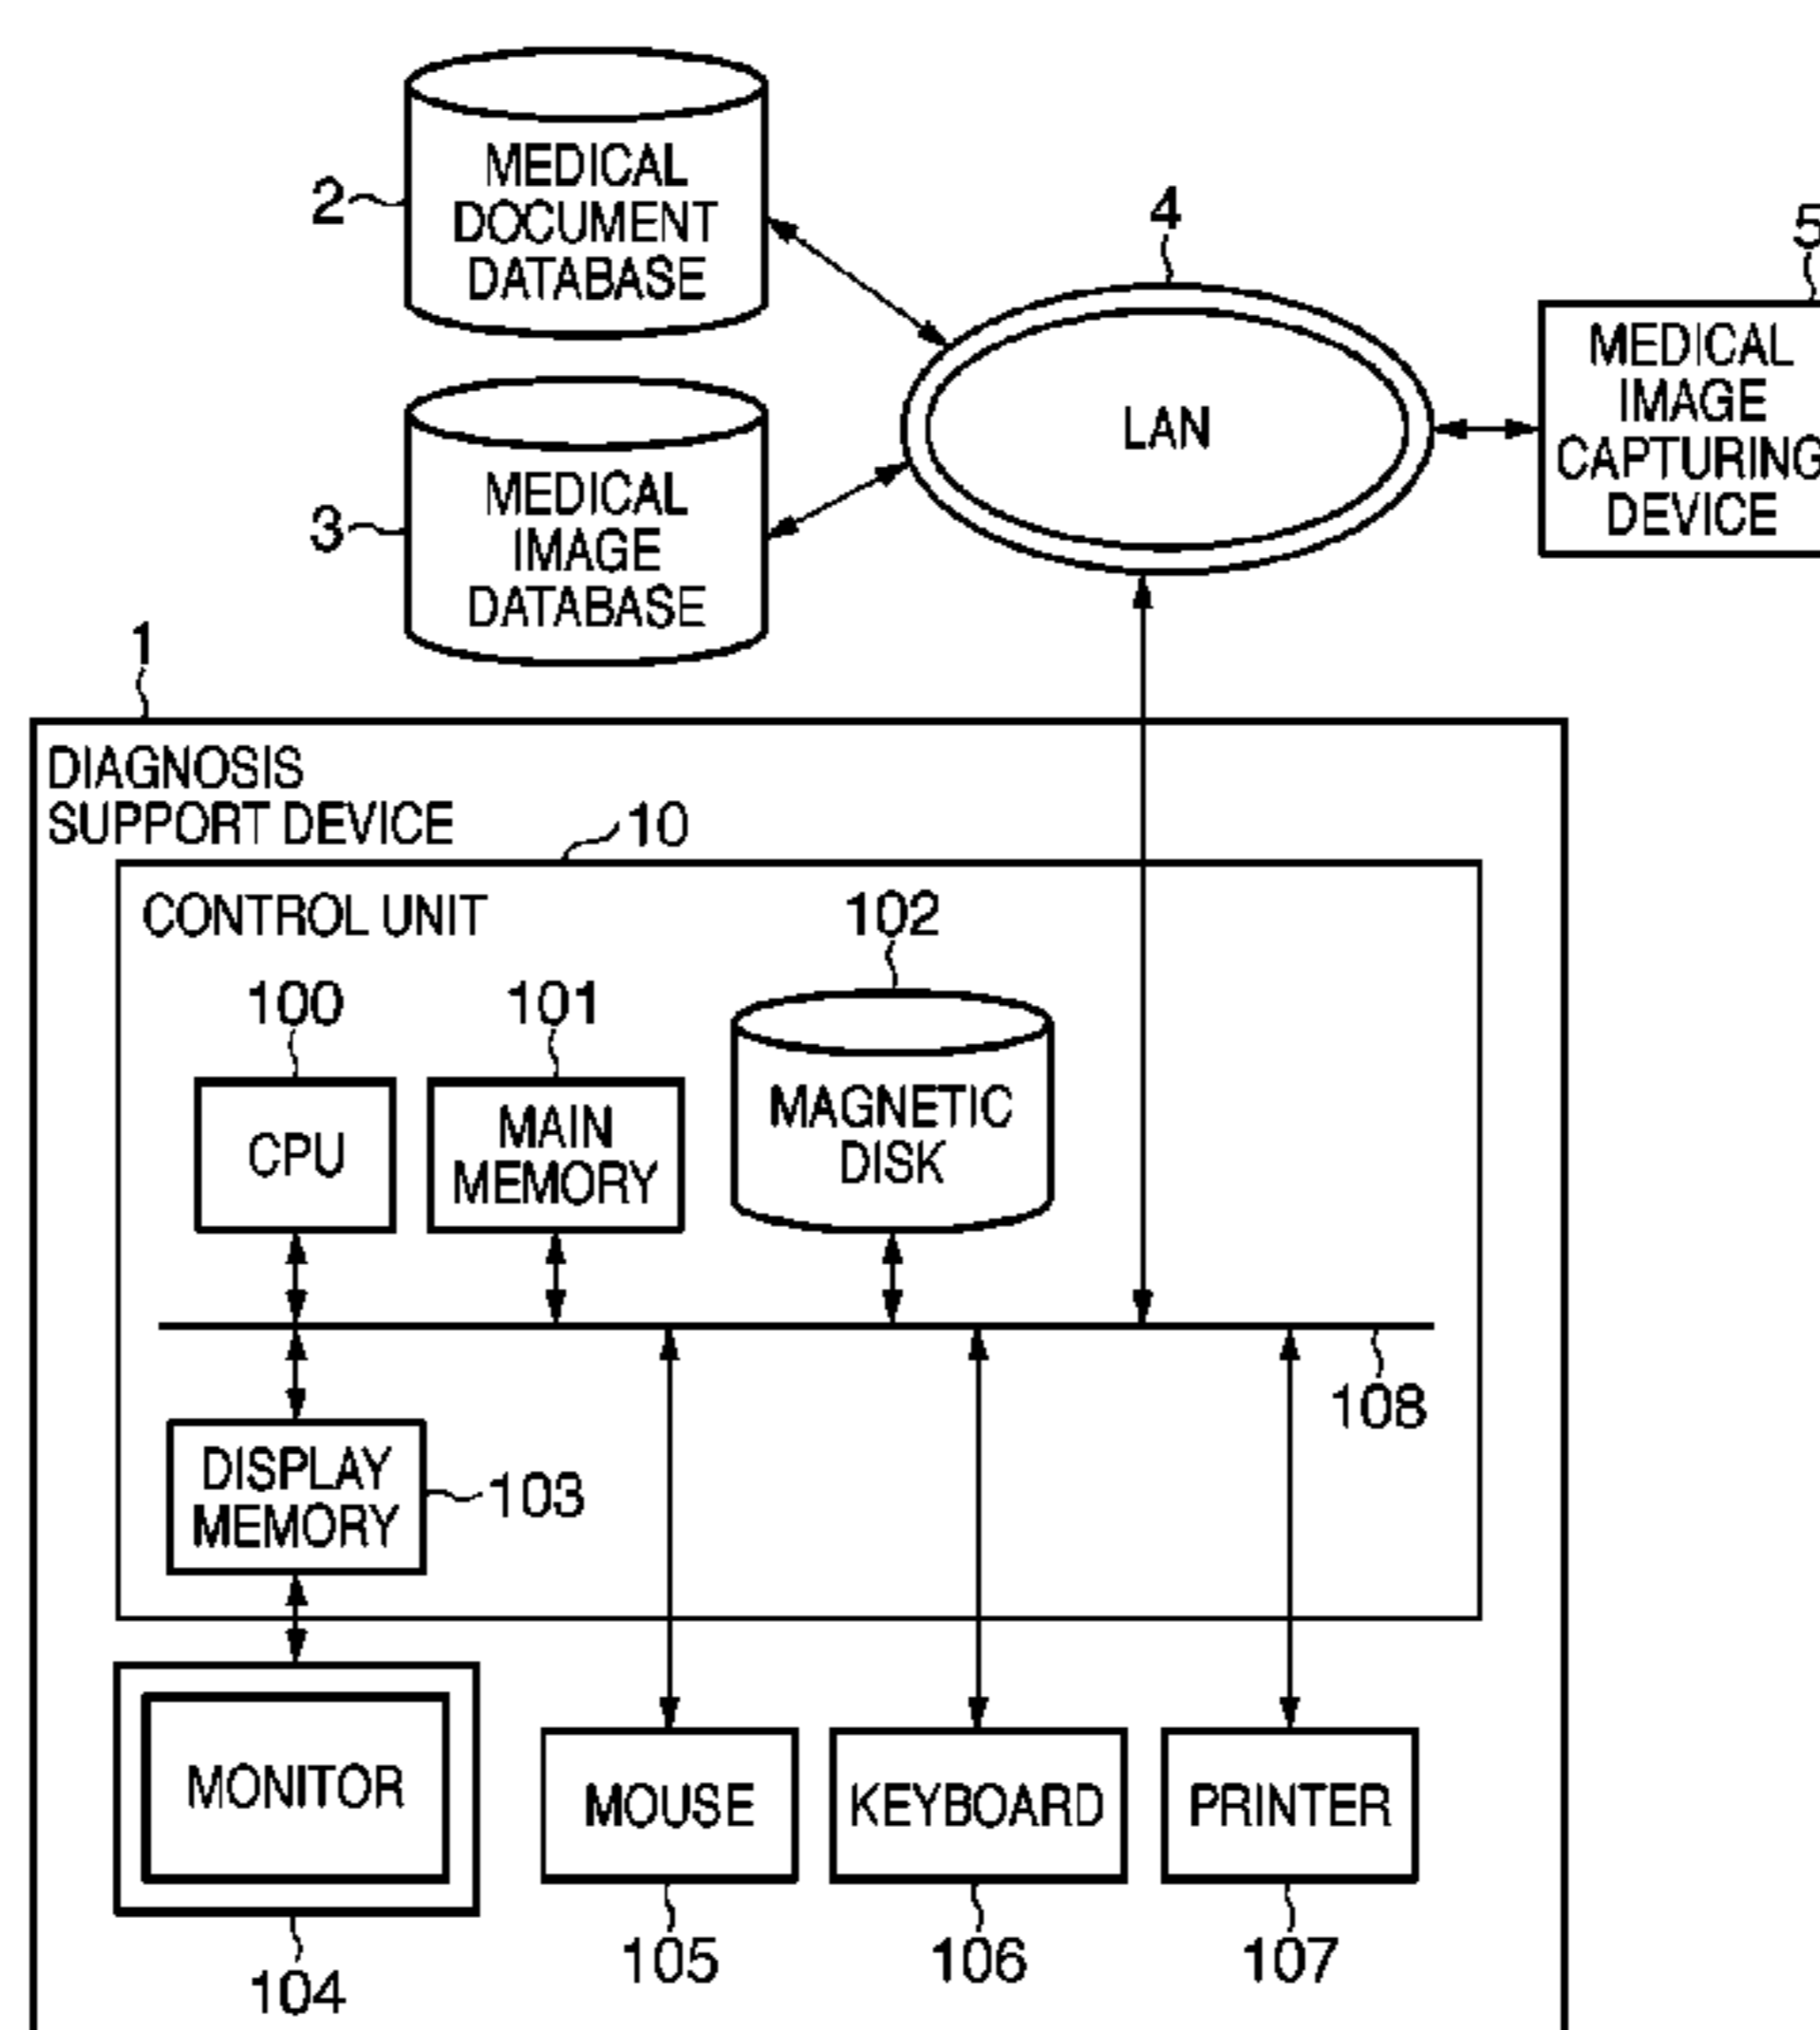 MEDICAL
DOCUMENT
DATABASE
2
4
5
LAN
MEDICAL
IMAGE
CAPTURING
DEVICE
MEDICAL
IMAGE
DATABASE
3
1
DIAGNOSIS
SUPPORT DEVICE
10
CONTROL UNIT
102
100
101
MAGNETIC
DISK
CPU
MAIN
MEMORY
108
DISPLAY
MEMORY
103
MONITOR
MOUSE
KEYBOARD
PRINTER
105
106
107
104